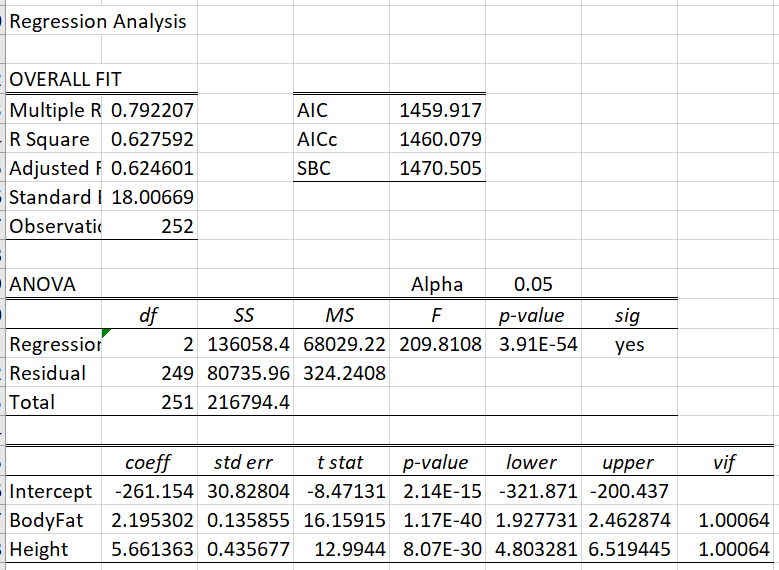 Regression Analysis
OVERALL FIT
Multiple R 0.792207 AIC 1459.917
R Square 0.627592 AICc 1460.079
Adjusted 0.624601 SBC 1470.505
Standard 18.00669
252
ANOVA Alpha 0.05
df SS MS F p-value sig
2 136058.4 68029.22 209.8108 3.91E-54 yes
Residual 249 80735.96 324.2408
Total 251 216794.4
coeff std err t stat p-value lower upper vif
Intercept -261.154 30.82804 -8.47131 2.14E-15 -321.871 -200.437
BodyFat 2.195302 0.135855 16.15915 1.17E-40 1.927731 2.462874 1.00064
Height 5.661363 0.435677 12.9944 8.07E-30 4.803281 6.519445 1.00064